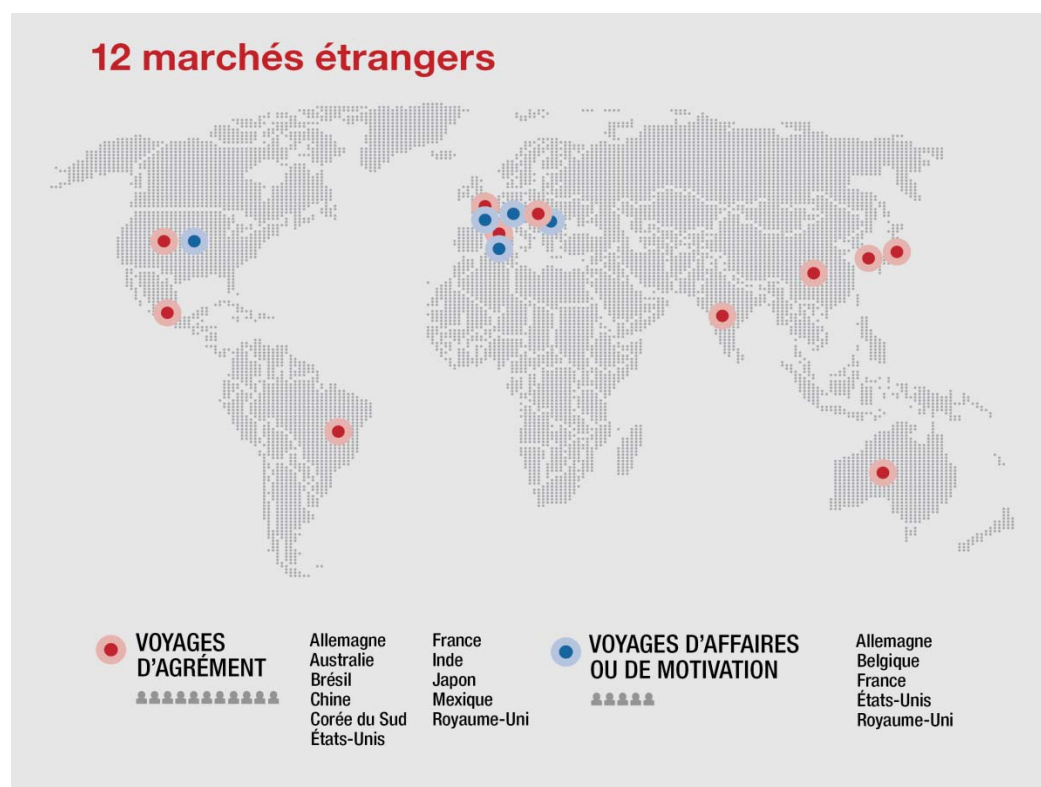 12 marchés étrangers
VOYAGES
D'AGRÉMENT
Allemagne
Australie
Brésil
Chine
Corée du Sud
États-Unis
France
Inde
Japon
Mexique
Royaume-Uni
VOYAGES D'AFFAIRES
OU DE MOTIVATION
Allemagne
Belgique
France
États-Unis
Royaume-Uni